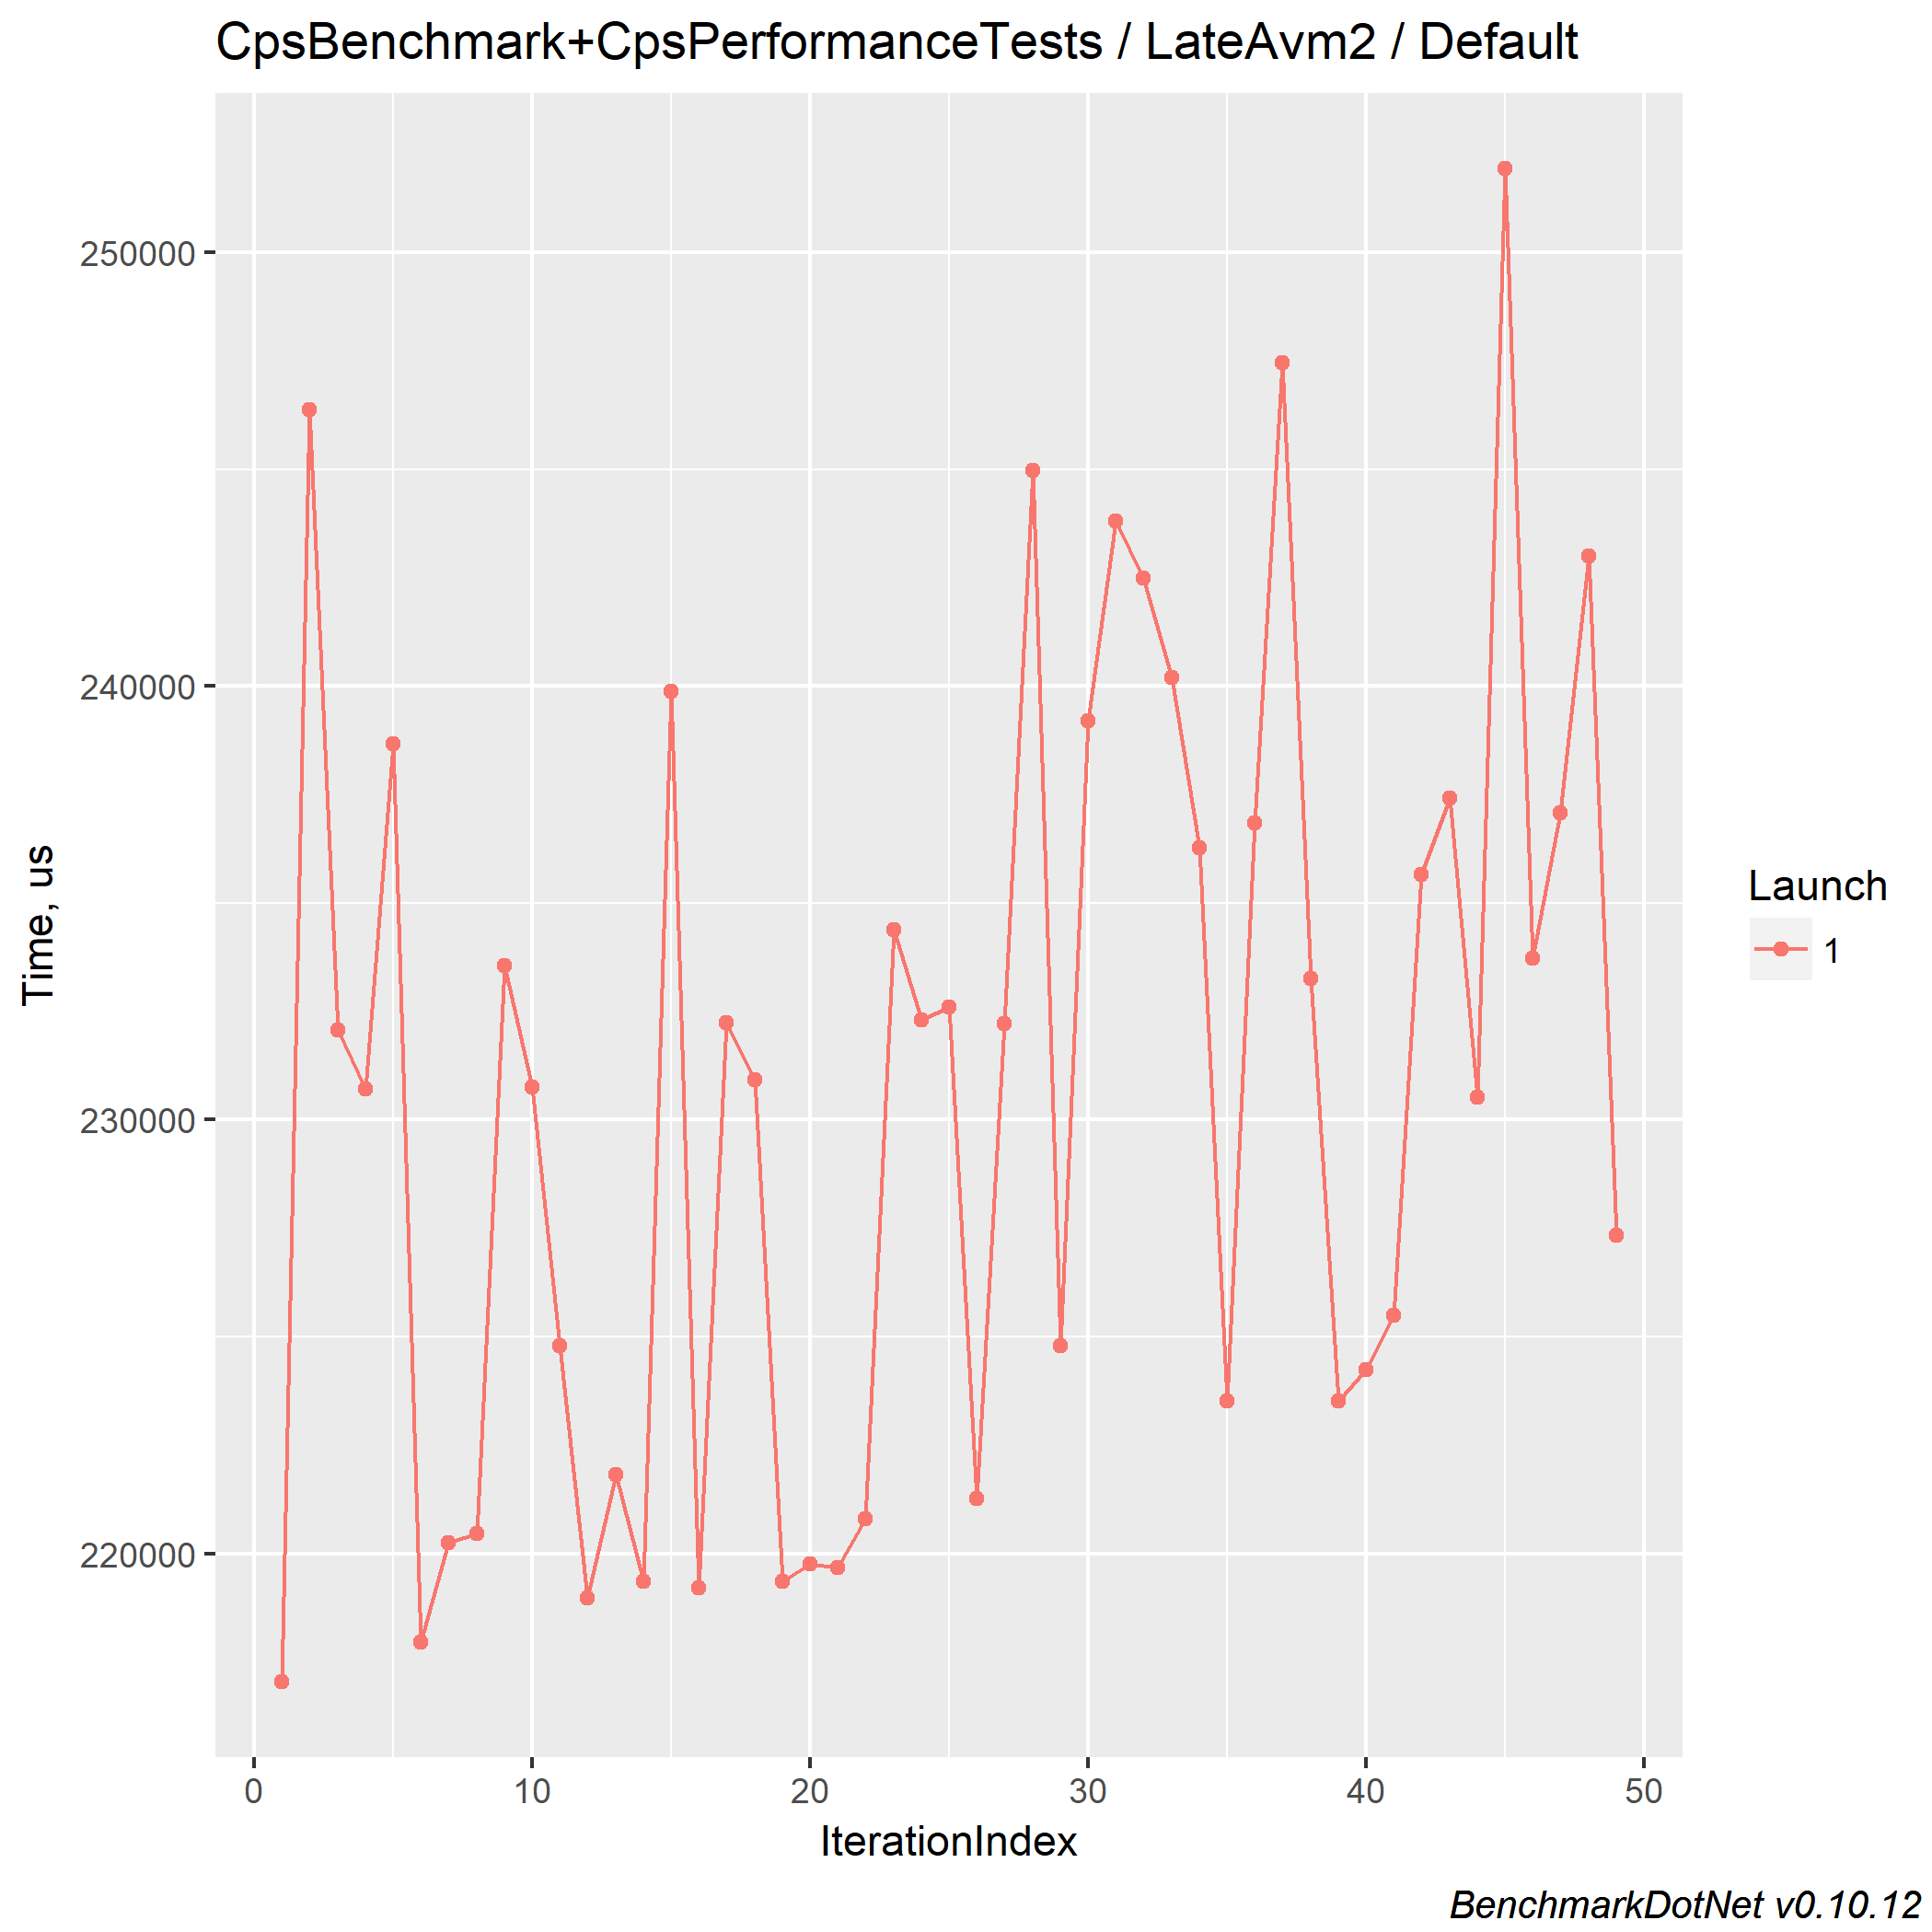 CpsBenchmark+CpsPerformanceTests / LateAvm2 / Default
250000
240000
230000
220000
Time, us
0 10 20 30 40 50
IterationIndex
Launch
1
BenchmarkDotNet v0.10.12